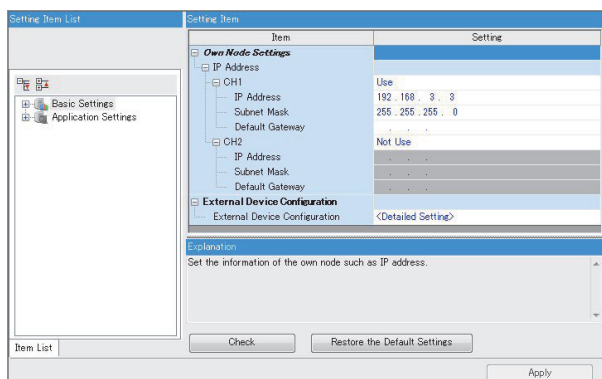 Setting Item List
Setting Item
Item Setting
Own Node Settings
IP Address
CH1 Use
IP Address 192 . 168 . 3 . 3
Subnet Mask 255 . 255 . 255 . 0
Default Gateway . . .
CH2 Not Use
IP Address . . .
Subnet Mask . . .
Default Gateway . . .
External Device Configuration
External Device Configuration <Detailed Setting>
Basic Settings
Application Settings
Explanation
Set the information of the own node such as IP address.
Check Restore the Default Settings
Item List
Apply